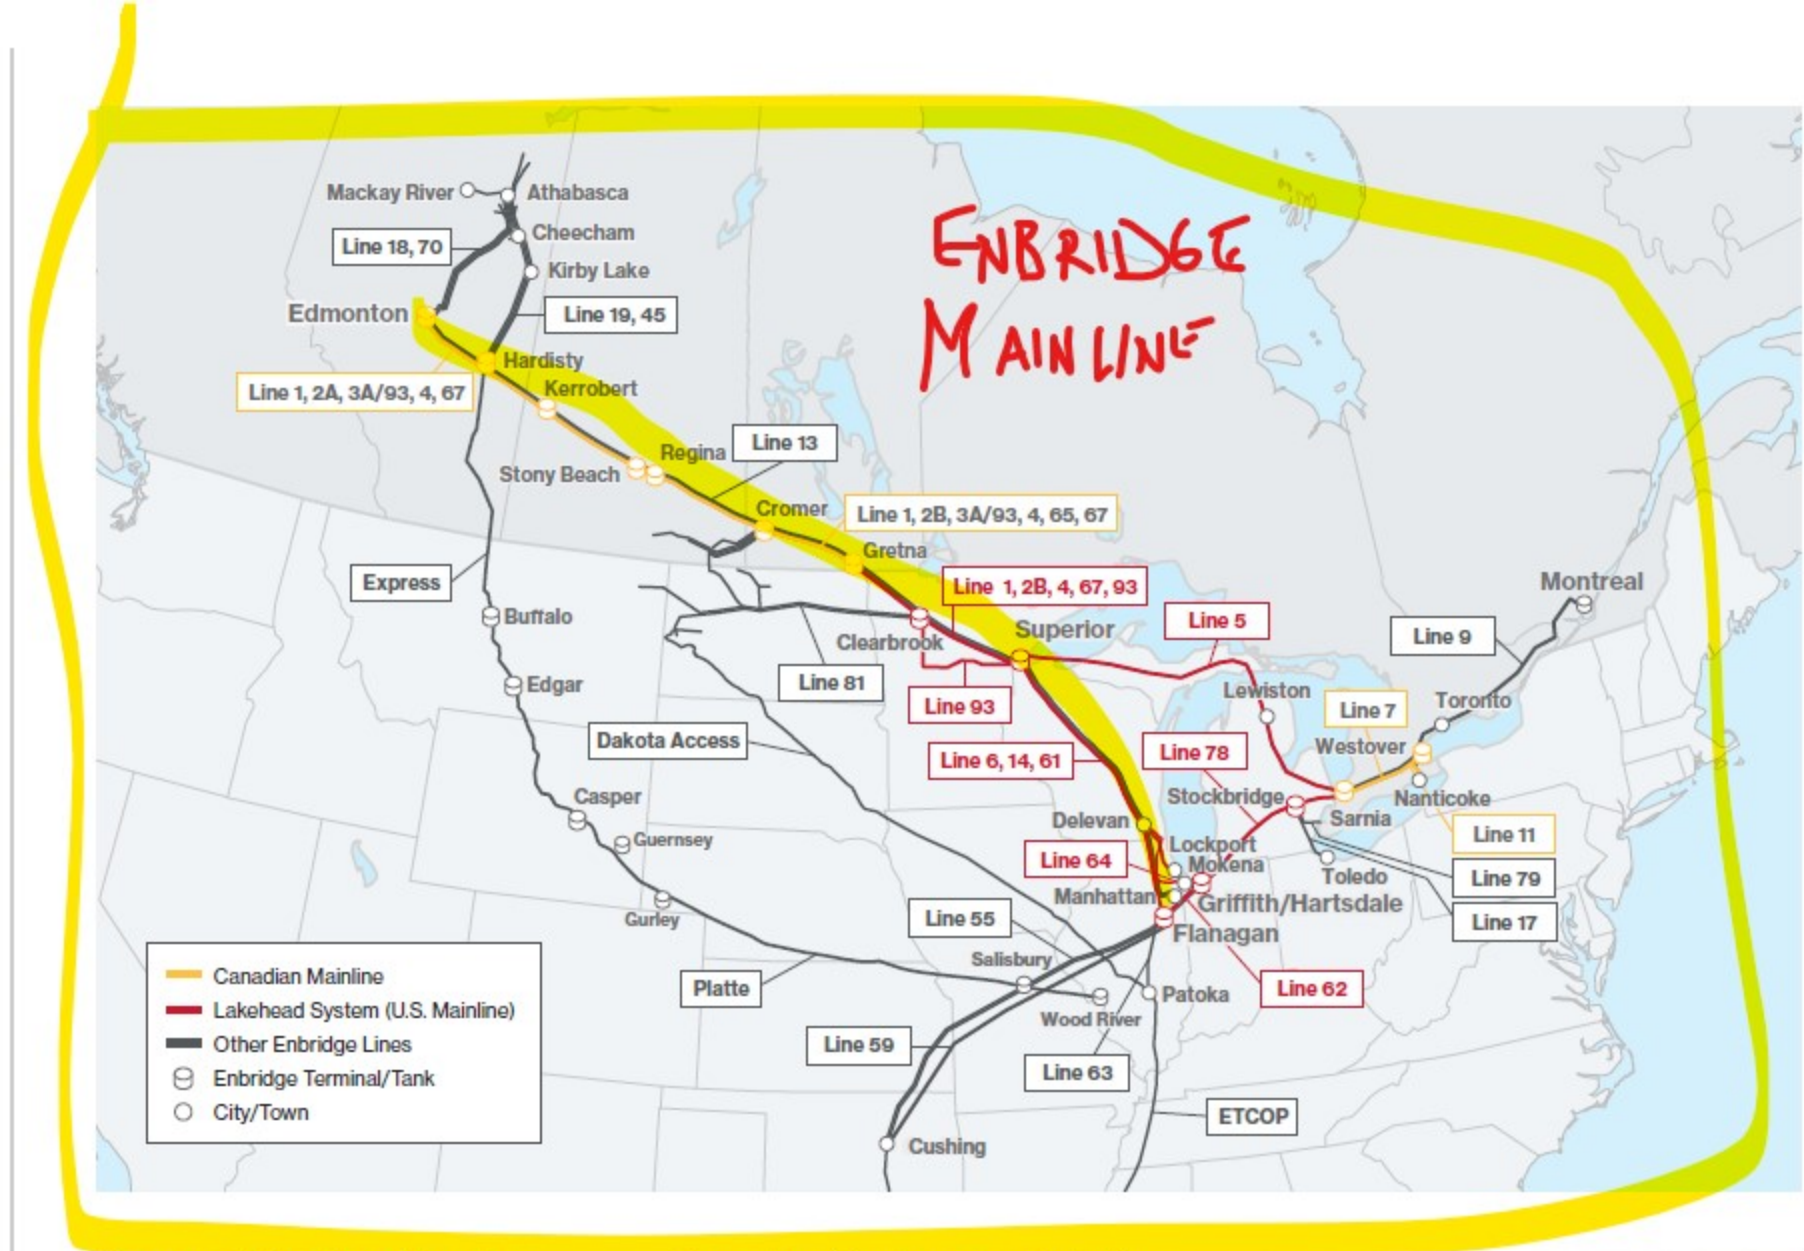 ENBRIDGE
MAINLINE
Mackay River
Athabasca
Cheecham
Line 18, 70
Kirby Lake
Edmonton
Line 19, 45
Hardisty
Line 1, 2A, 3A/93, 4, 67
Kerrobert
Regina
Line 13
Stony Beach
Cromer
Line 1, 2B, 3A/93, 4, 65, 67
Gretna
Express
Line 1, 2B, 4, 67, 93
Montreal
Buffalo
Clearbrook
Superior
Line 5
Line 9
Edgar
Line 81
Line 93
Lewiston
Line 7
Toronto
Dakota Access
Line 6, 14, 61
Line 78
Westover
Casper
Stockbridge
Nanticoke
Guernsey
Delevan
Sarnia
Line 11
Lockport
Line 64
Mokena
Toledo
Line 79
Gurley
Line 55
Manhattan
Griffith/Hartsdale
Line 17
Flanagan
Salisbury
Platte
Patoka
Line 62
Wood River
Line 59
Line 63
ETCOP
Cushing
Canadian Mainline
Lakehead System (U.S. Mainline)
Other Enbridge Lines
Enbridge Terminal/Tank
City/Town